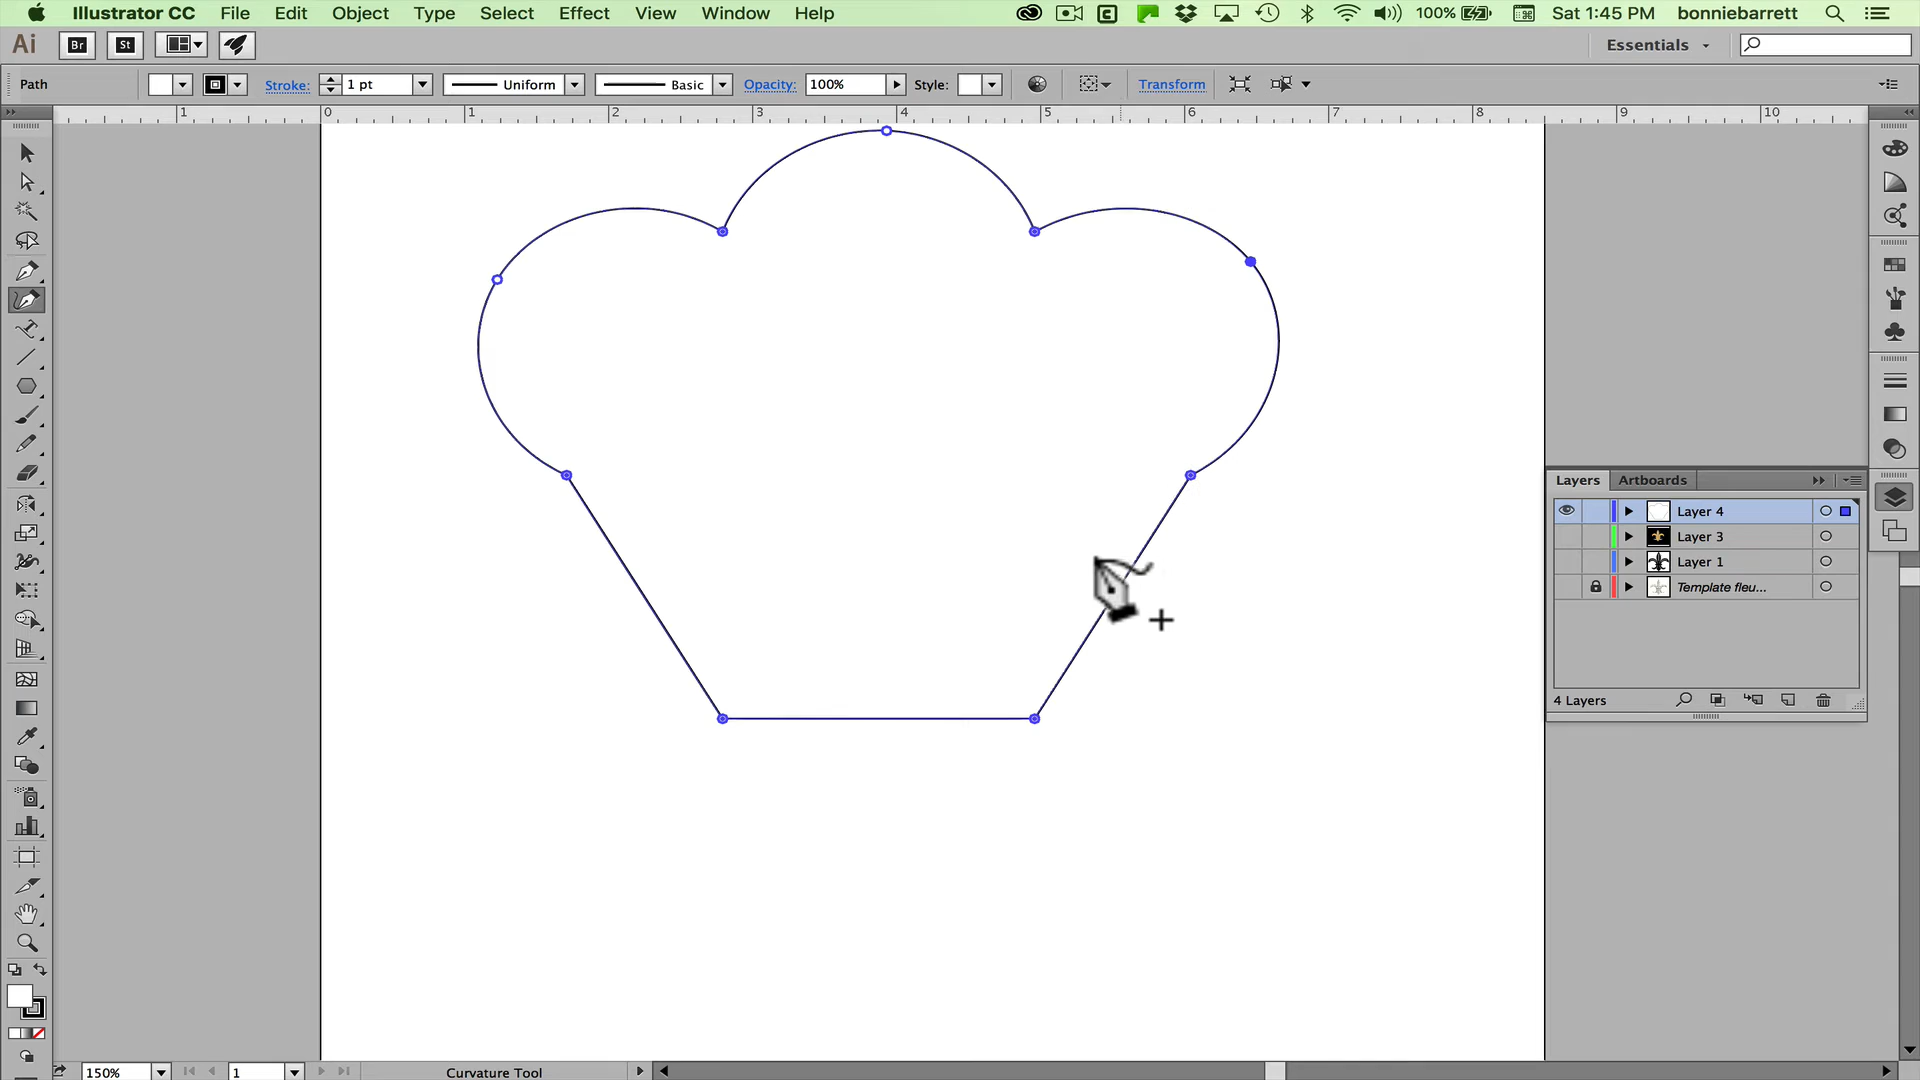 Illustrator CC File Edit Object Type Select Effect View Window Help 100% Sat 1:45 PM bonniebarrett
Ai Br St Essentials
Path Stroke: 1 pt Uniform Basic Opacity: 100% Style: Transform
1 0 1 2 3 4 5 6 7 8 9 10
Layers Artboards
Layer 4
Layer 3
Layer 1
Template fleu...
4 Layers
150% 1 Curvature Tool